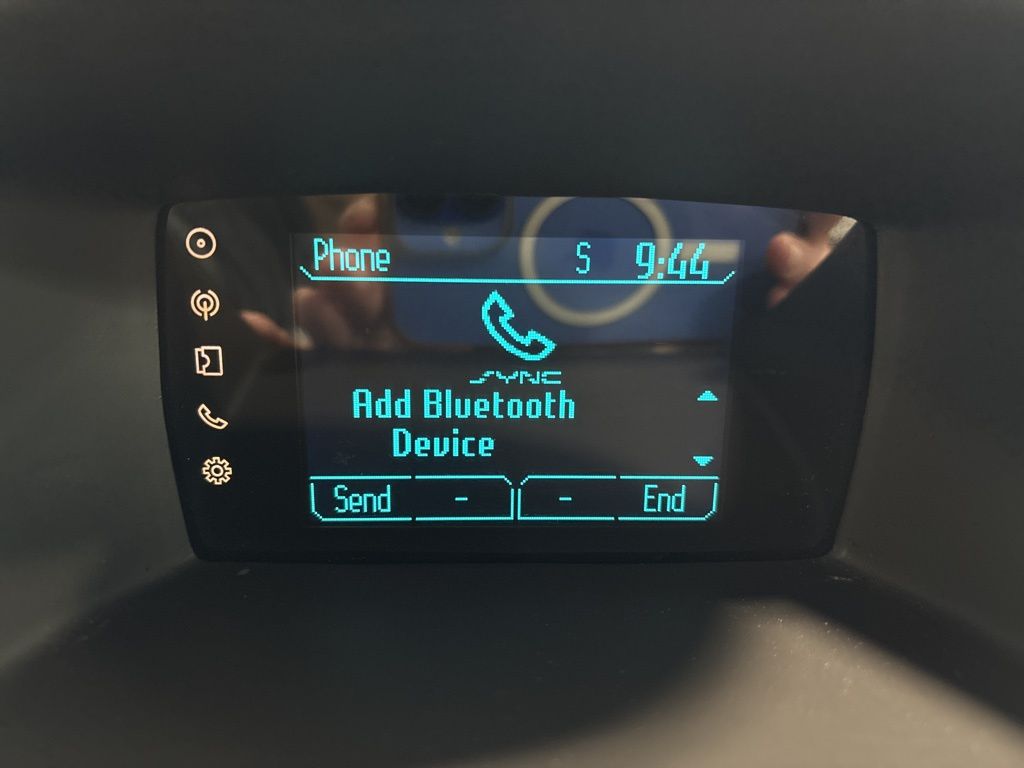 Phone S 9:44
SYNC
Add Bluetooth
Device
Send - - End